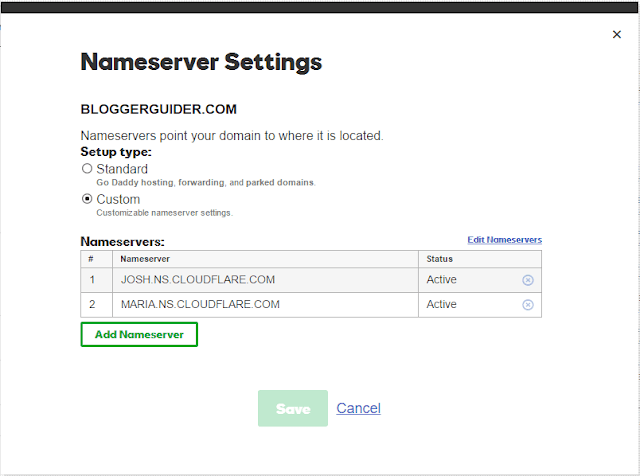 Nameserver Settings
BLOGGERGUIDER.COM
Nameservers point your domain to where it is located.
Setup type:
Standard
Go Daddy hosting, forwarding, and parked domains.
Custom
Customizable nameserver settings.
Nameservers: Edit Nameservers
# Nameserver Status
1 JOSH.NS.CLOUDFLARE.COM Active
2 MARIA.NS.CLOUDFLARE.COM Active
Add Nameserver
Save Cancel